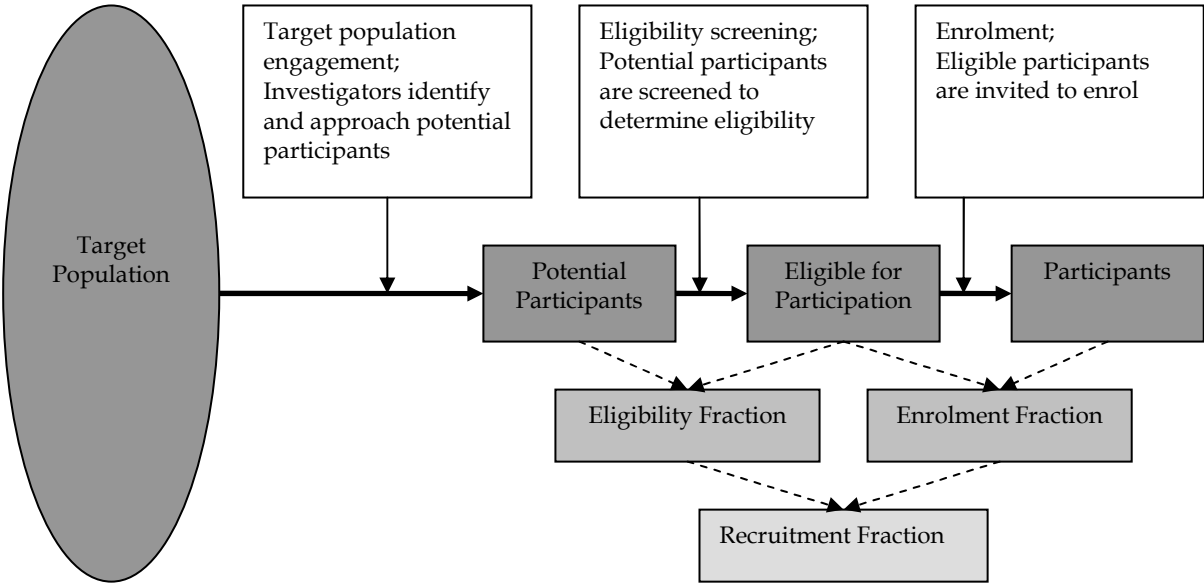 Target population
engagement;
Investigators identify
and approach potential
participants
Eligibility screening;
Potential participants
are screened to
determine eligibility
Enrolment;
Eligible participants
are invited to enrol
Target
Population
Potential
Participants
Eligible for
Participation
Participants
Eligibility Fraction
Enrolment Fraction
Recruitment Fraction